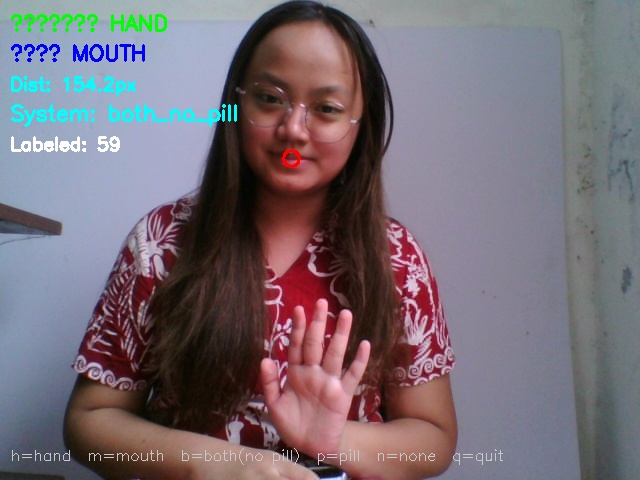 ??????? HAND
???? MOUTH
Dist: 154.2px
System: both_no_pill
Labeled: 59
h=hand m=mouth b=both(no pill) p=pill n=none q=quit